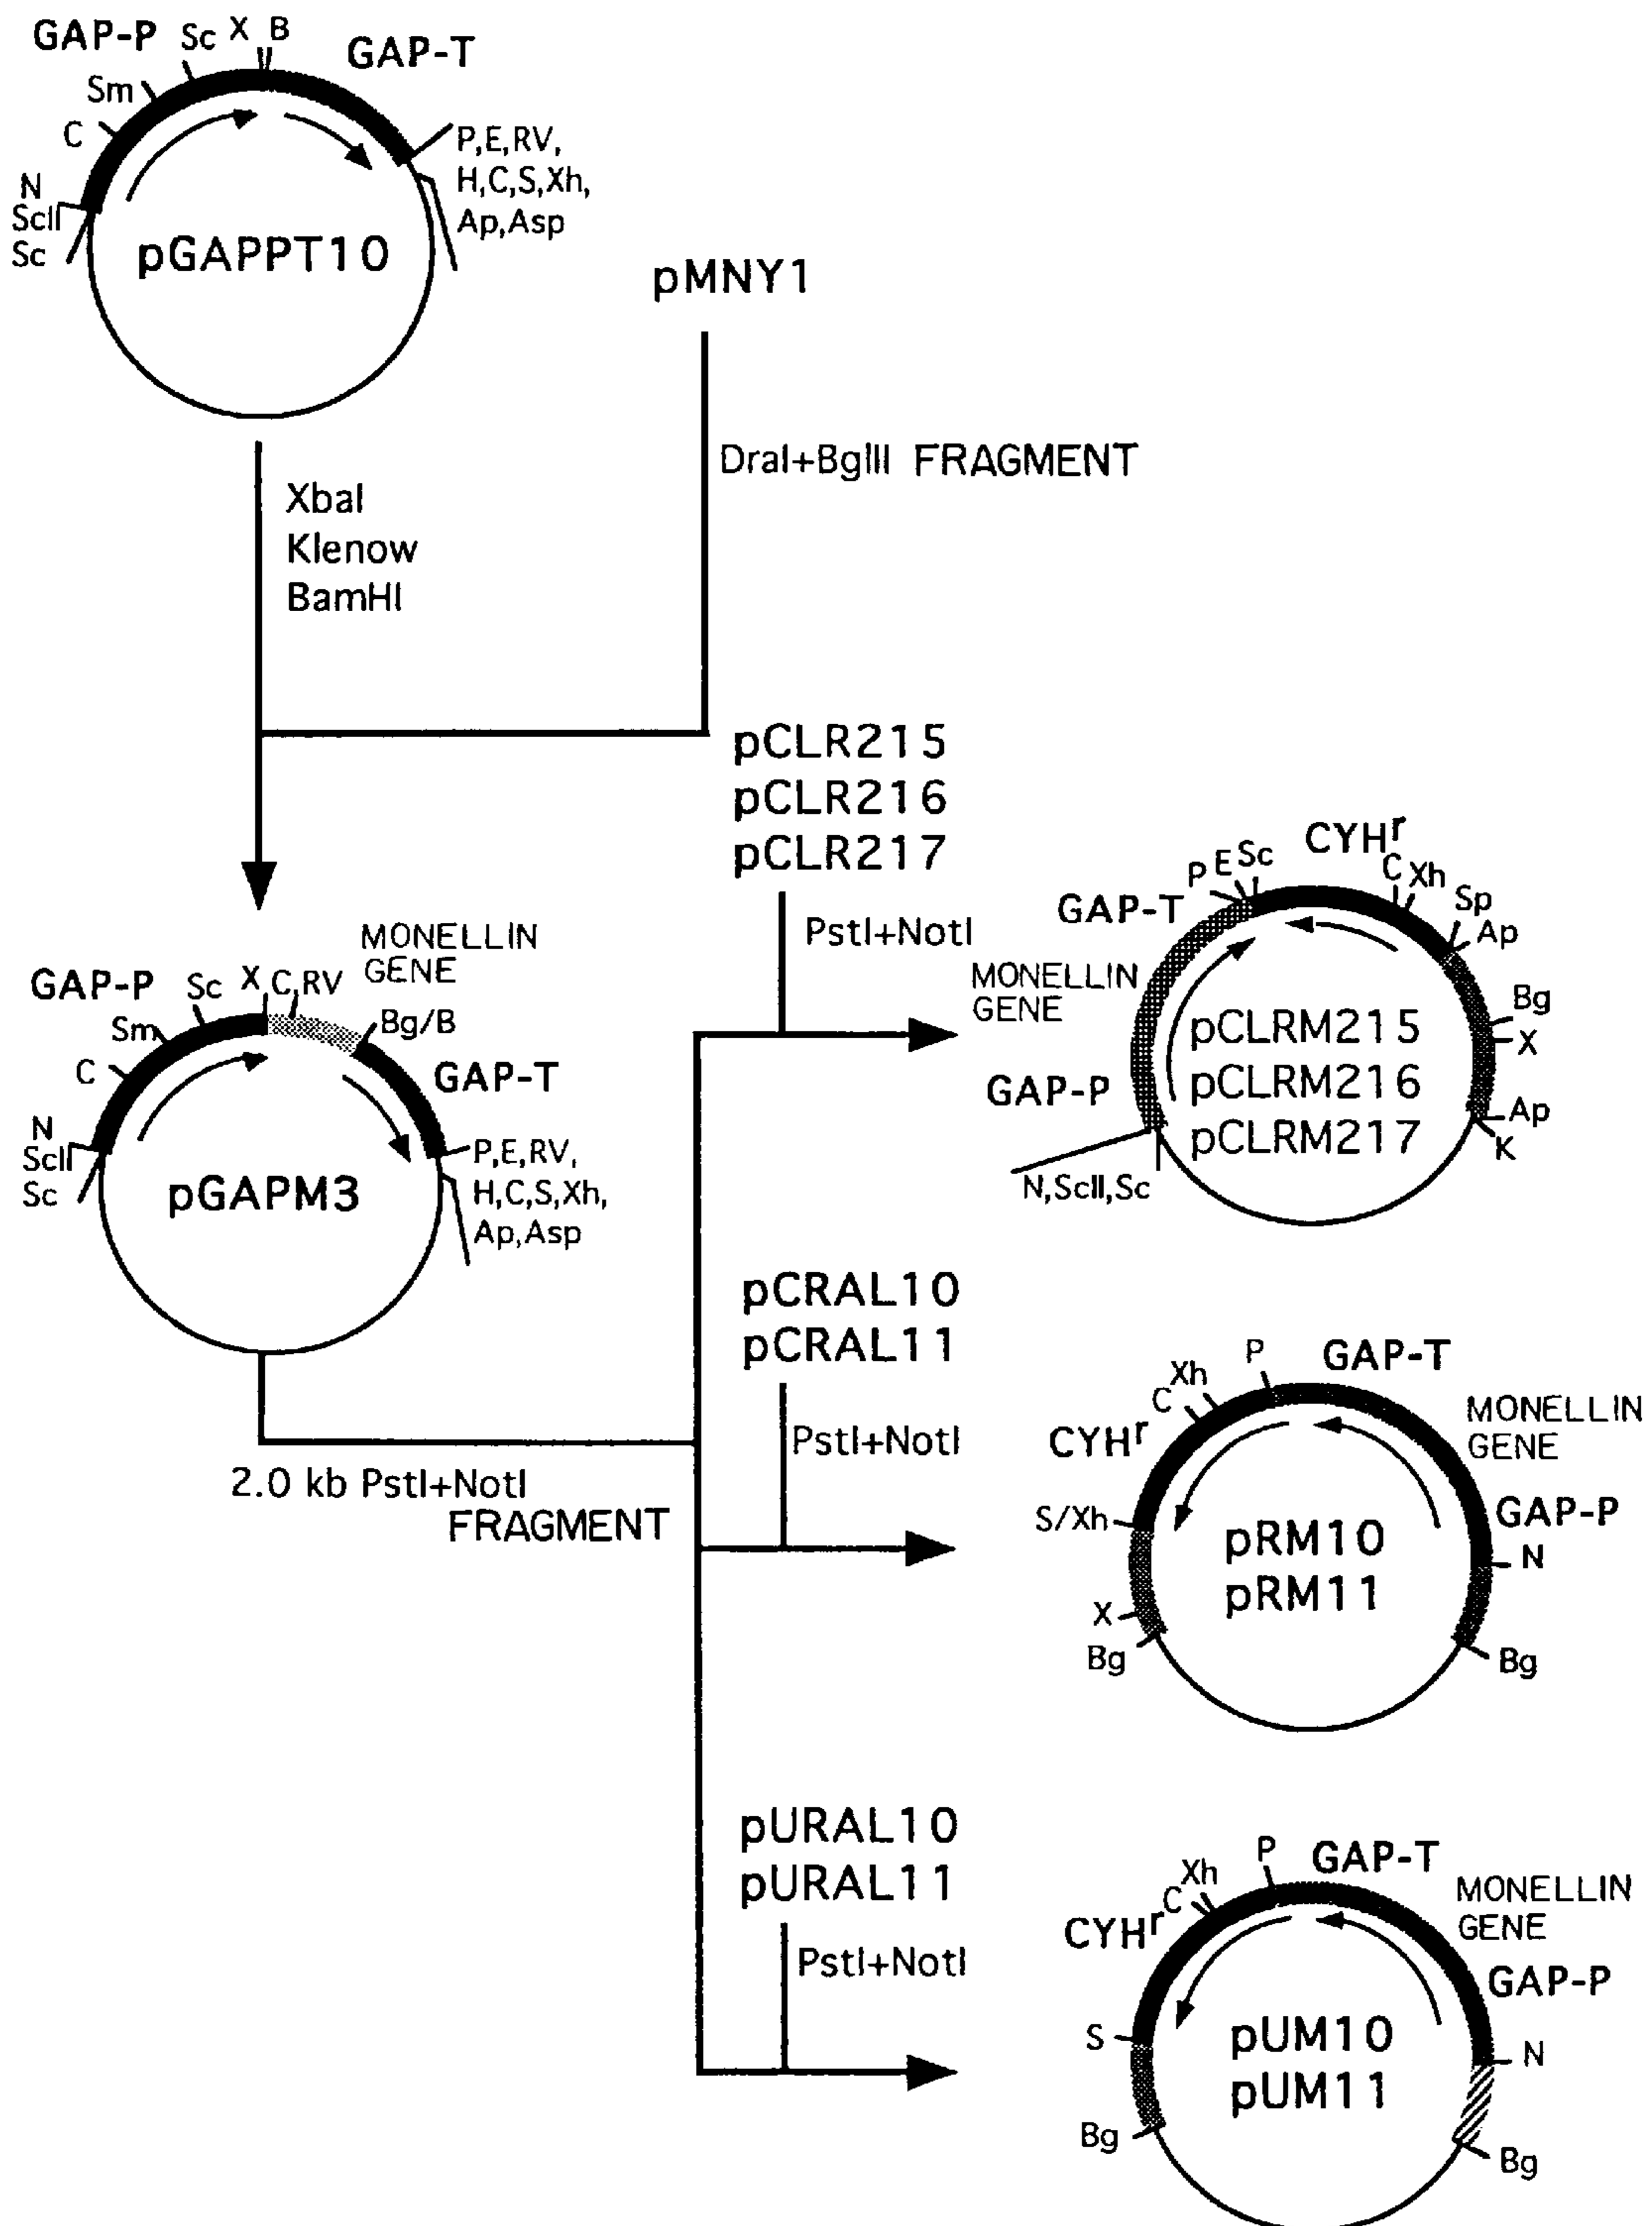 GAP-P Sc X B
GAP-T
Sm
C
N
ScII
Sc
P,E,RV,
H,C,S,Xh,
Ap,Asp
pGAPPT10
pMNY1
DraI+BglII FRAGMENT
XbaI
Klenow
BamHI
pCLR215
pCLR216
pCLR217
PstI+NotI
MONELLIN
GENE
GAP-P Sc X C,RV
Sm
Bg/B
C
GAP-T
N
ScII
Sc
P,E,RV,
H,C,S,Xh,
Ap,Asp
pGAPM3
2.0 kb PstI+NotI
FRAGMENT
CYHr
P E Sc
C Xh
Sp
Ap
GAP-T
MONELLIN
GENE
Bg
X
pCLRM215
pCLRM216
pCLRM217
GAP-P
Ap
K
N,ScII,Sc
pCRAL10
pCRAL11
PstI+NotI
P
GAP-T
Xh
C
MONELLIN
GENE
CYHr
S/Xh
GAP-P
N
pRM10
pRM11
X
Bg
Bg
pURAL10
pURAL11
PstI+NotI
P
GAP-T
Xh
C
MONELLIN
GENE
CYHr
GAP-P
S
N
pUM10
pUM11
Bg
Bg